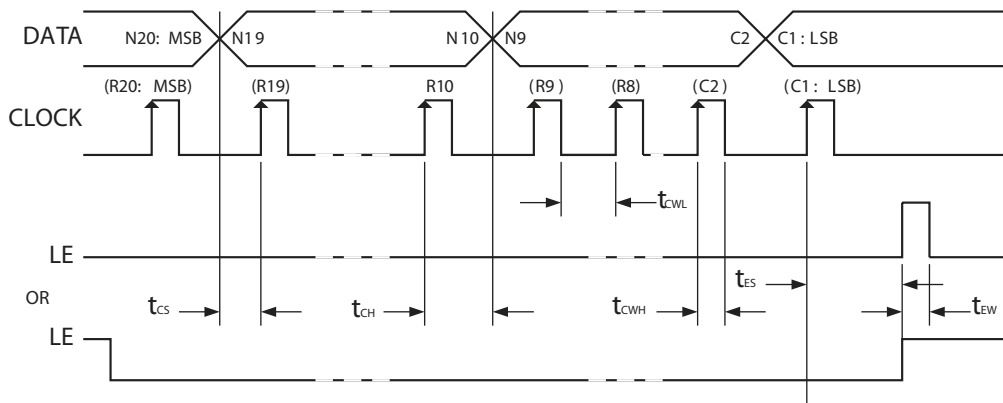 DATA N20: MSB N19 N10 N9 C2 C1: LSB
(R20: MSB) (R19) R10 (R9) (R8) (C2) (C1: LSB)
CLOCK
tCWL
LE
tES
OR
tCS tCH tCWH tEW
LE